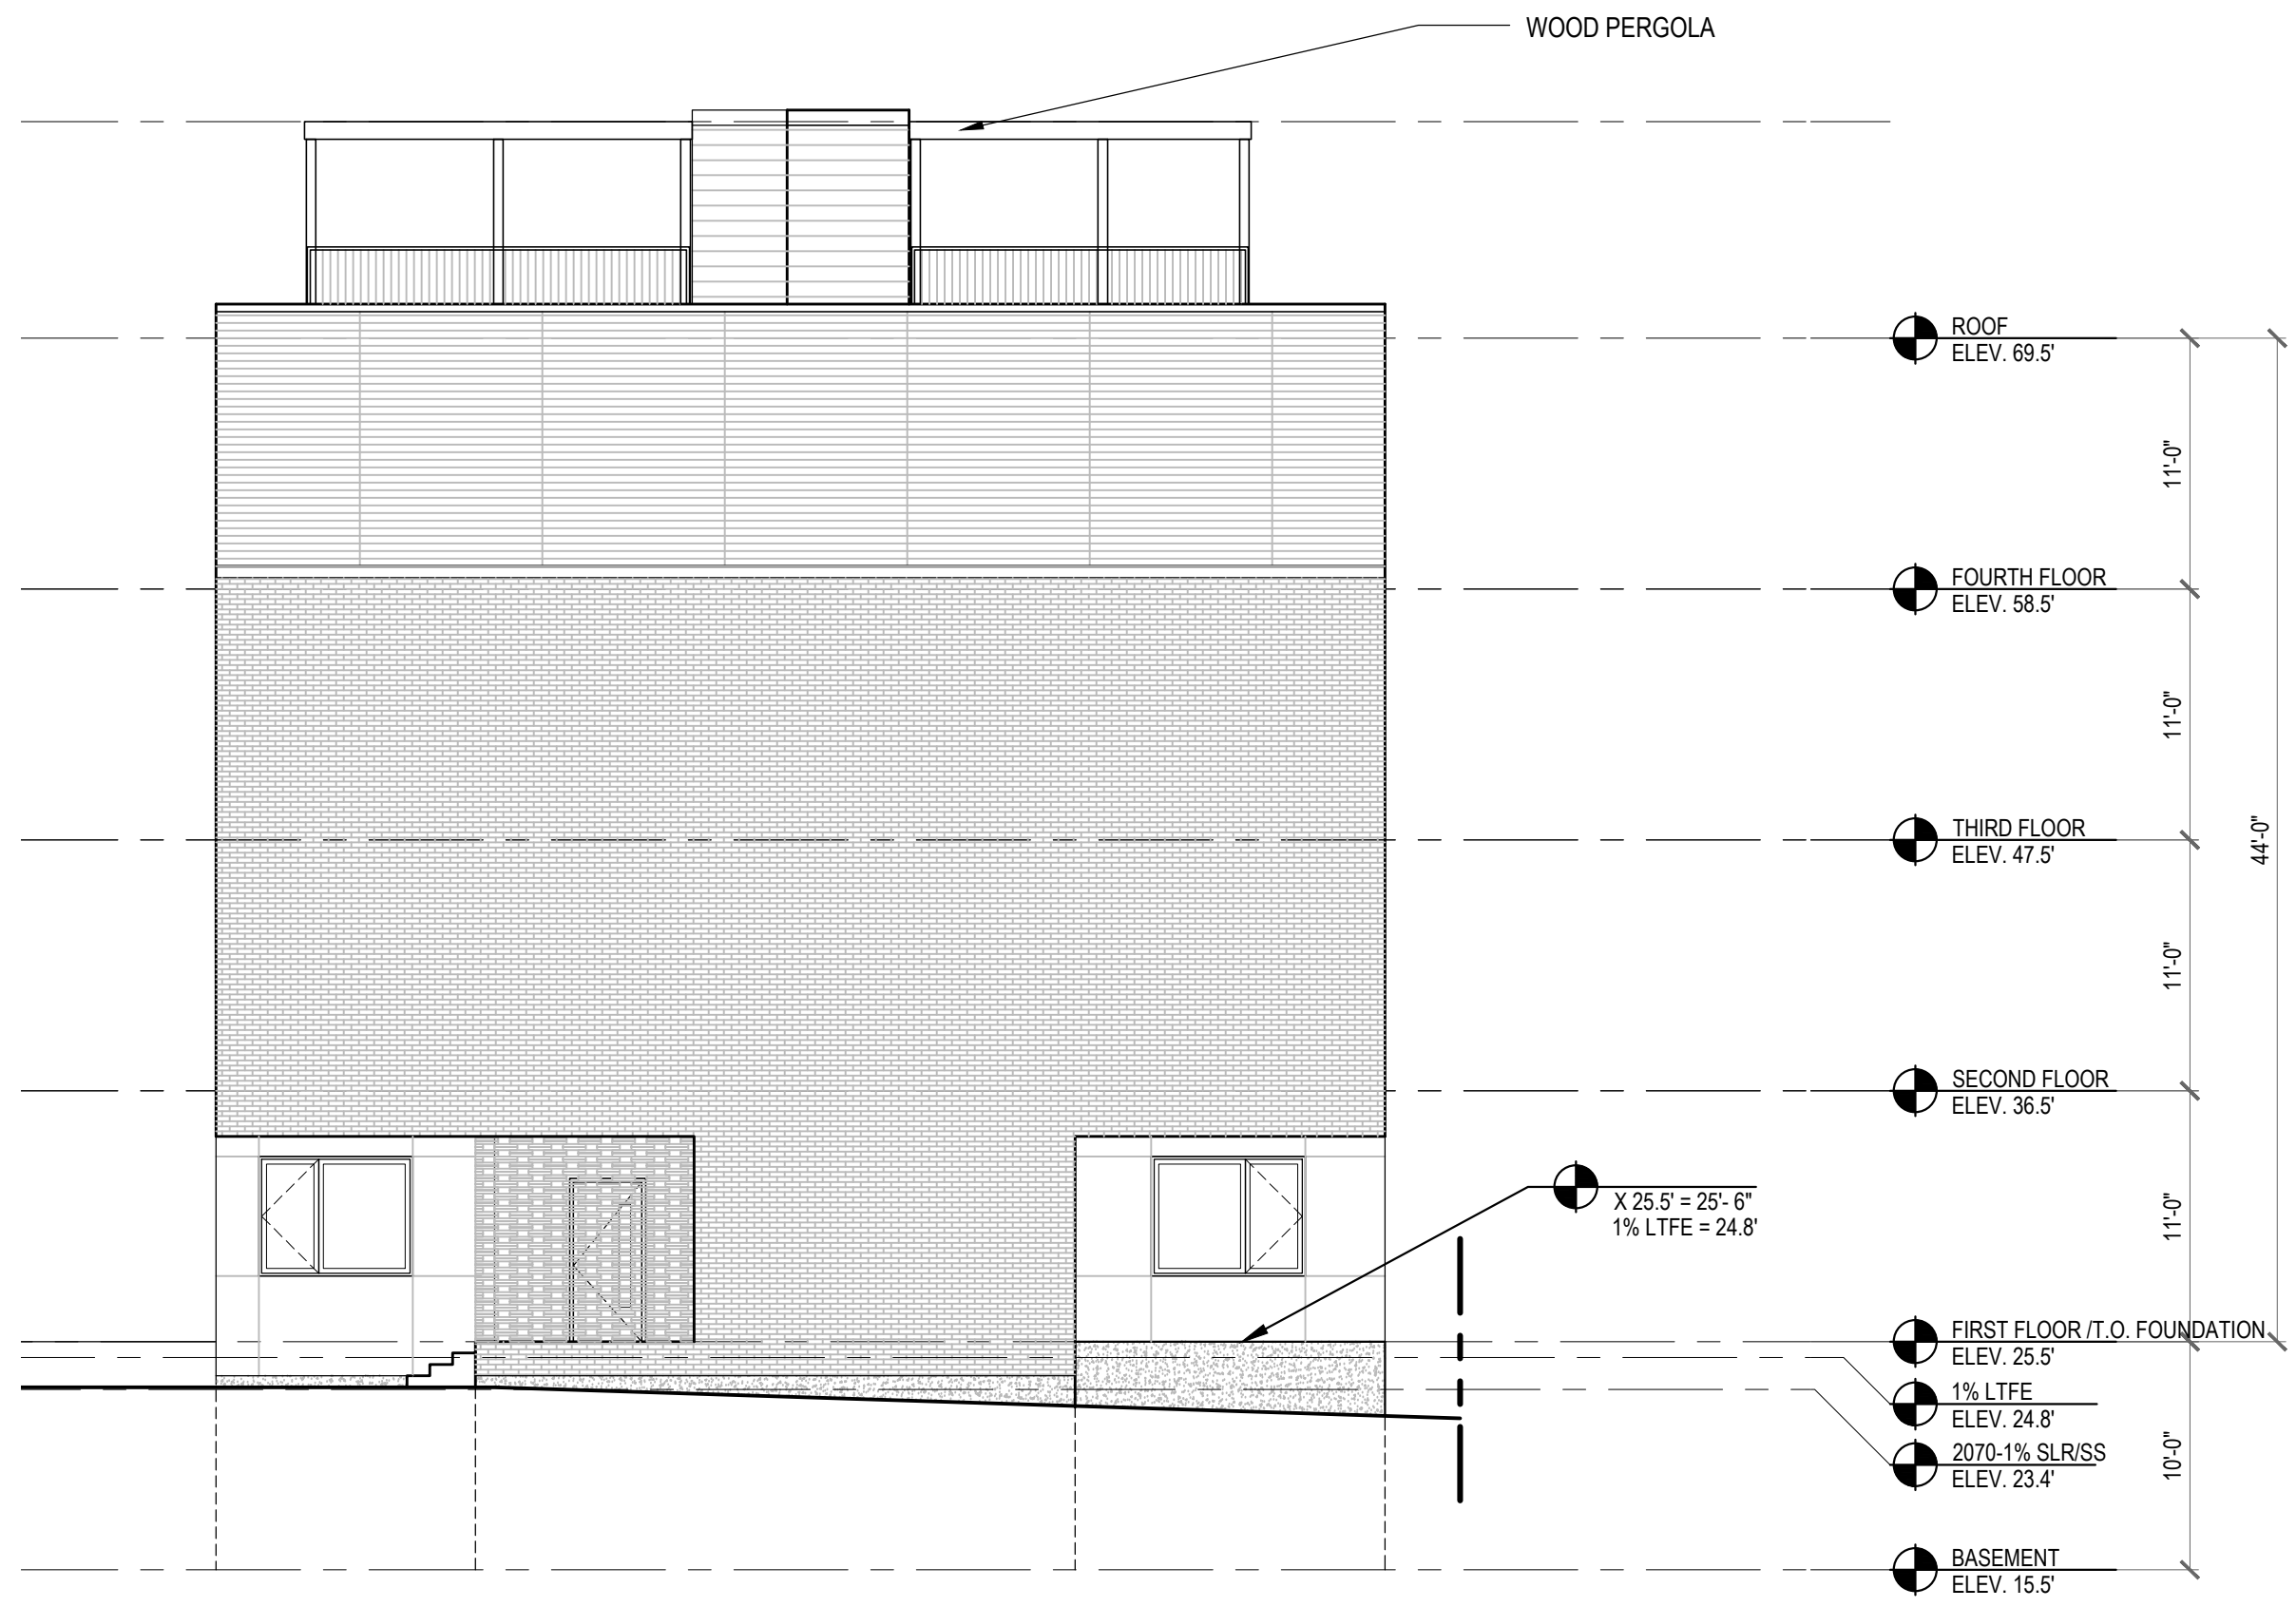 WOOD PERGOLA
ROOF
ELEV. 69.5'
11'-0"
FOURTH FLOOR
ELEV. 58.5'
11'-0"
THIRD FLOOR
ELEV. 47.5'
44'-0"
11'-0"
SECOND FLOOR
ELEV. 36.5'
X 25.5' = 25'- 6"
1% LTFE = 24.8'
11'-0"
FIRST FLOOR /T.O. FOUNDATION
ELEV. 25.5'
1% LTFE
ELEV. 24.8'
2070-1% SLR/SS
ELEV. 23.4'
10'-0"
BASEMENT
ELEV. 15.5'